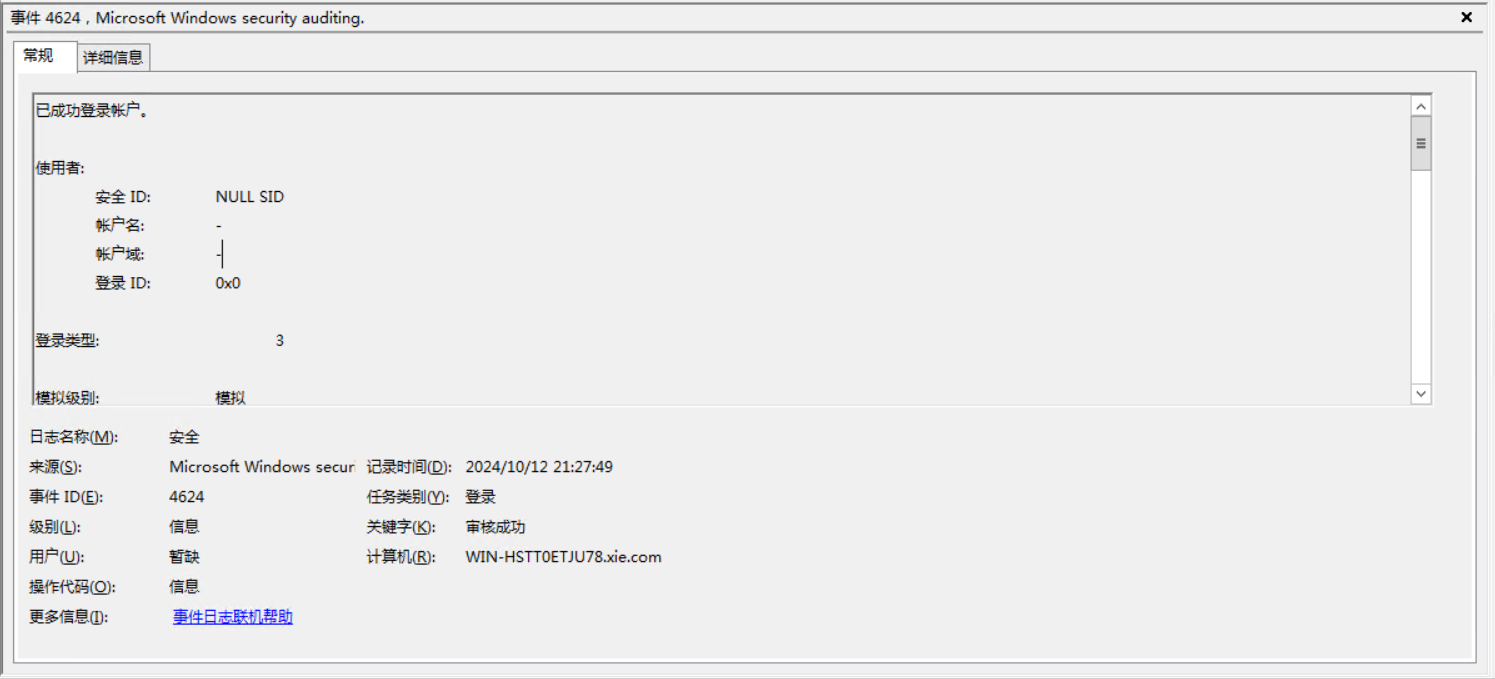 事件 4624，Microsoft Windows security auditing.
常规 详细信息
已成功登录帐户。
使用者:
安全 ID: NULL SID
帐户名: -
帐户域: -
登录 ID: 0x0
登录类型: 3
模拟级别: 模拟
日志名称(M): 安全
来源(S): Microsoft Windows securi 记录时间(D): 2024/10/12 21:27:49
事件 ID(E): 4624 任务类别(Y): 登录
级别(L): 信息 关键字(K): 审核成功
用户(U): 暂缺 计算机(R): WIN-HSTT0ETJU78.xie.com
操作代码(O): 信息
更多信息(I): 事件日志联机帮助